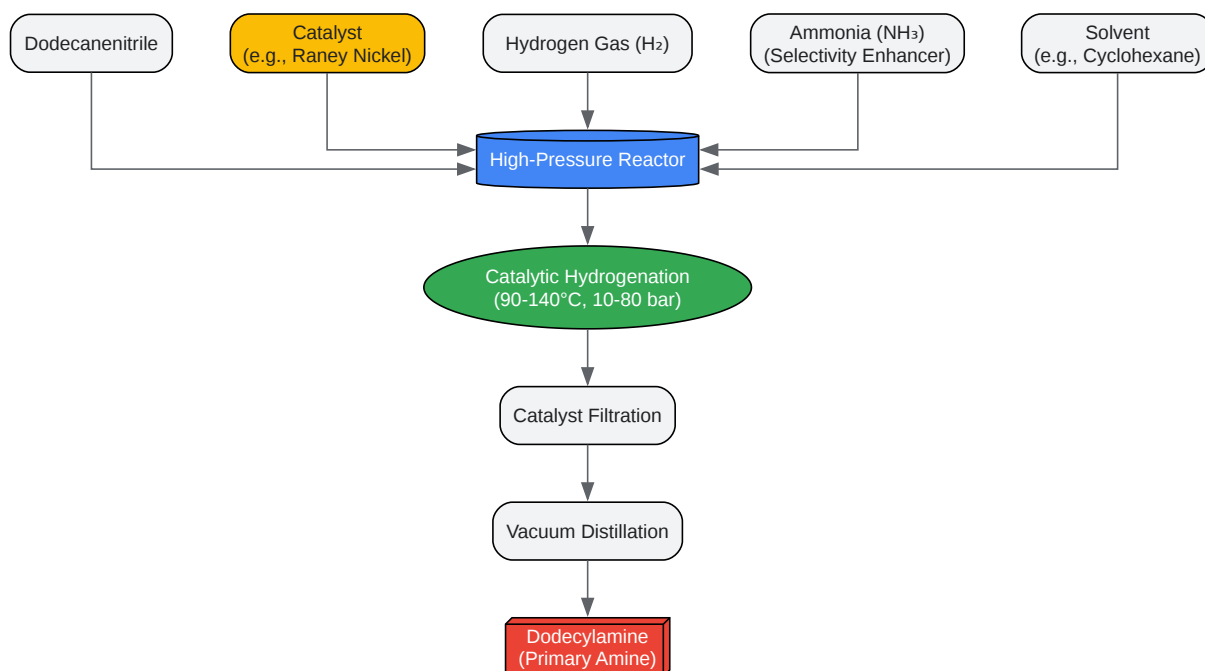 Dodecanenitrile
Catalyst
(e.g., Raney Nickel)
Hydrogen Gas (H₂)
Ammonia (NH₃)
(Selectivity Enhancer)
Solvent
(e.g., Cyclohexane)
High-Pressure Reactor
Catalytic Hydrogenation
(90-140°C, 10-80 bar)
Catalyst Filtration
Vacuum Distillation
Dodecylamine
(Primary Amine)